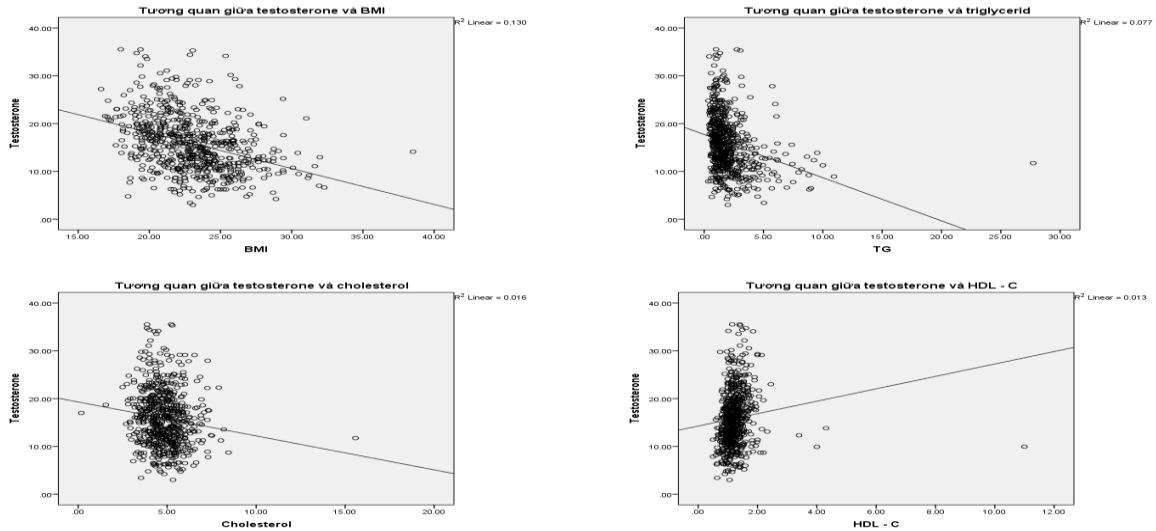 Tương quan giữa testosterone và BMI
R² Linear = 0.130
40.00
30.00
20.00
10.00
.00
Testosterone
15.00 20.00 25.00 30.00 35.00 40.00
BMI
Tương quan giữa testosterone và triglycerid
R² Linear = 0.077
40.00
30.00
20.00
10.00
.00
Testosterone
.00 5.00 10.00 15.00 20.00 25.00 30.00
TG
Tương quan giữa testosterone và cholesterol
R² Linear = 0.016
40.00
30.00
20.00
10.00
.00
Testosterone
.00 5.00 10.00 15.00 20.00
Cholesterol
Tương quan giữa testosterone và HDL - C
R² Linear = 0.013
40.00
30.00
20.00
10.00
.00
Testosterone
.00 2.00 4.00 6.00 8.00 10.00 12.00
HDL - C